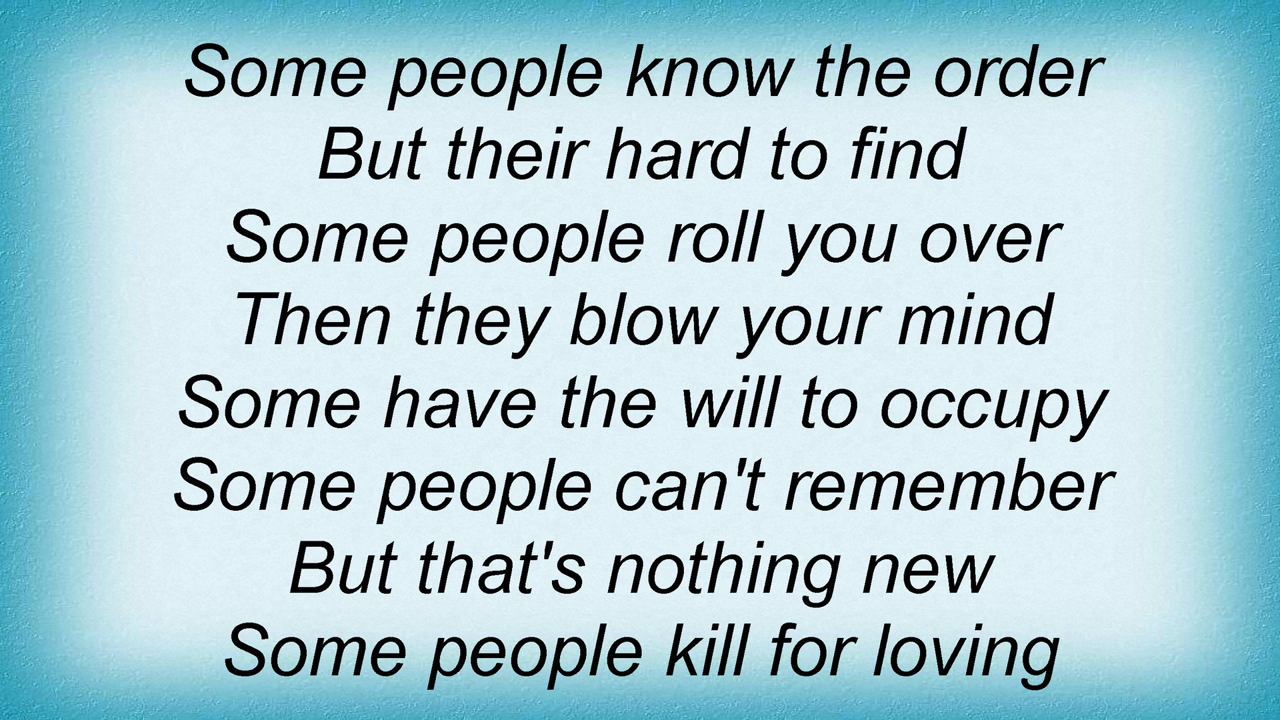 Some people know the order
But their hard to find
Some people roll you over
Then they blow your mind
Some have the will to occupy
Some people can't remember
But that's nothing new
Some people kill for loving